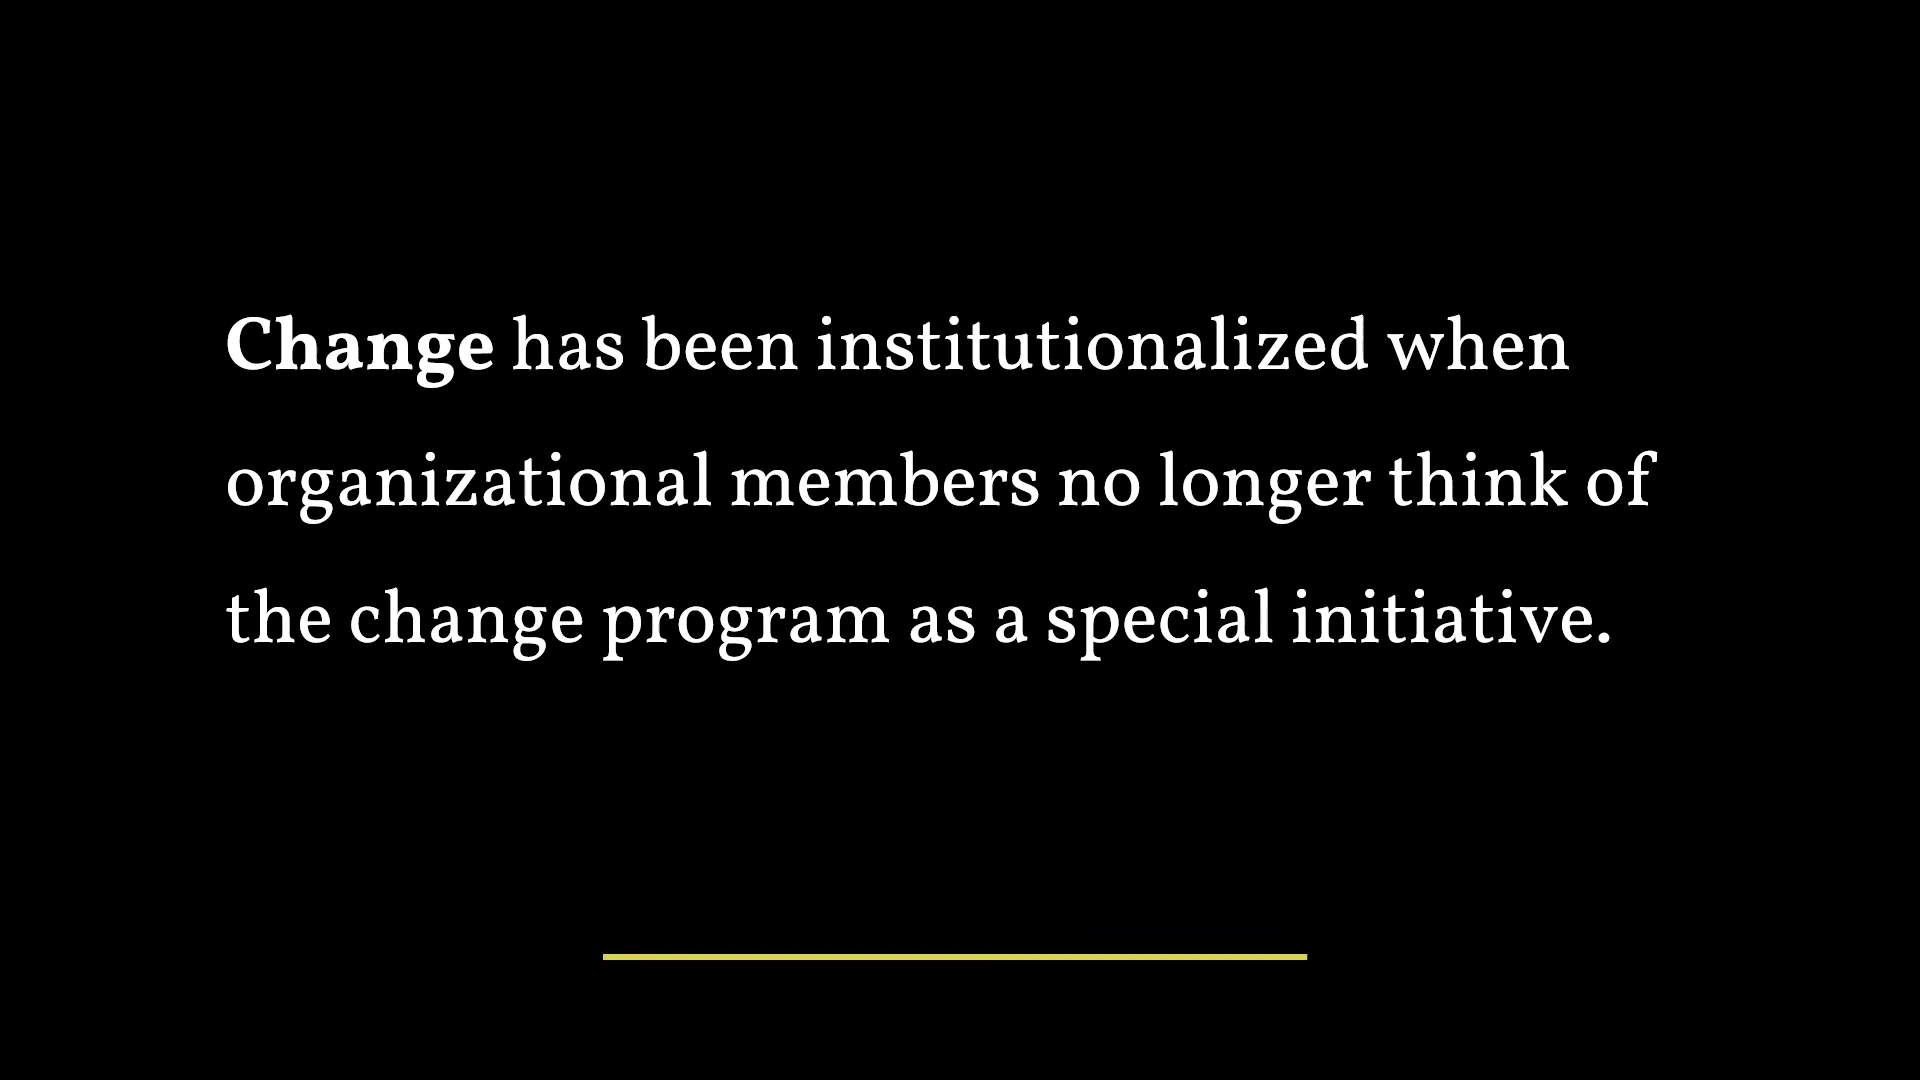 Change has been institutionalized when
organizational members no longer think of
the change program as a special initiative.